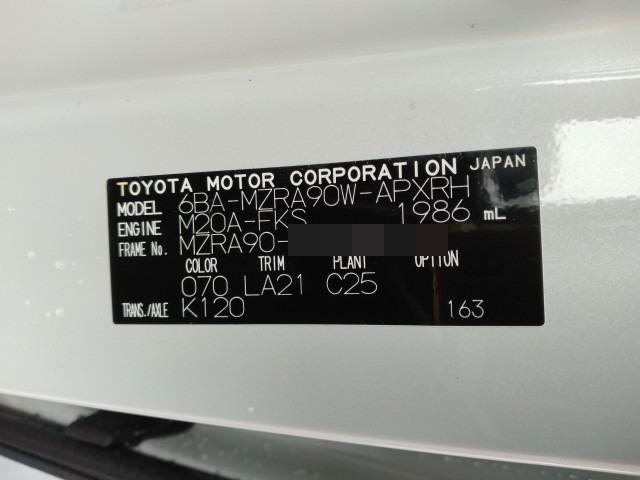 TOYOTA MOTOR CORPORATION JAPAN
MODEL 6BA-MZRA90W-APXRH
ENGINE M20A-FKS 1986 mL
FRAME No. MZRA90-
COLOR TRIM PLANT OPTION
070 LA21 C25
TRANS./AXLE K120 163